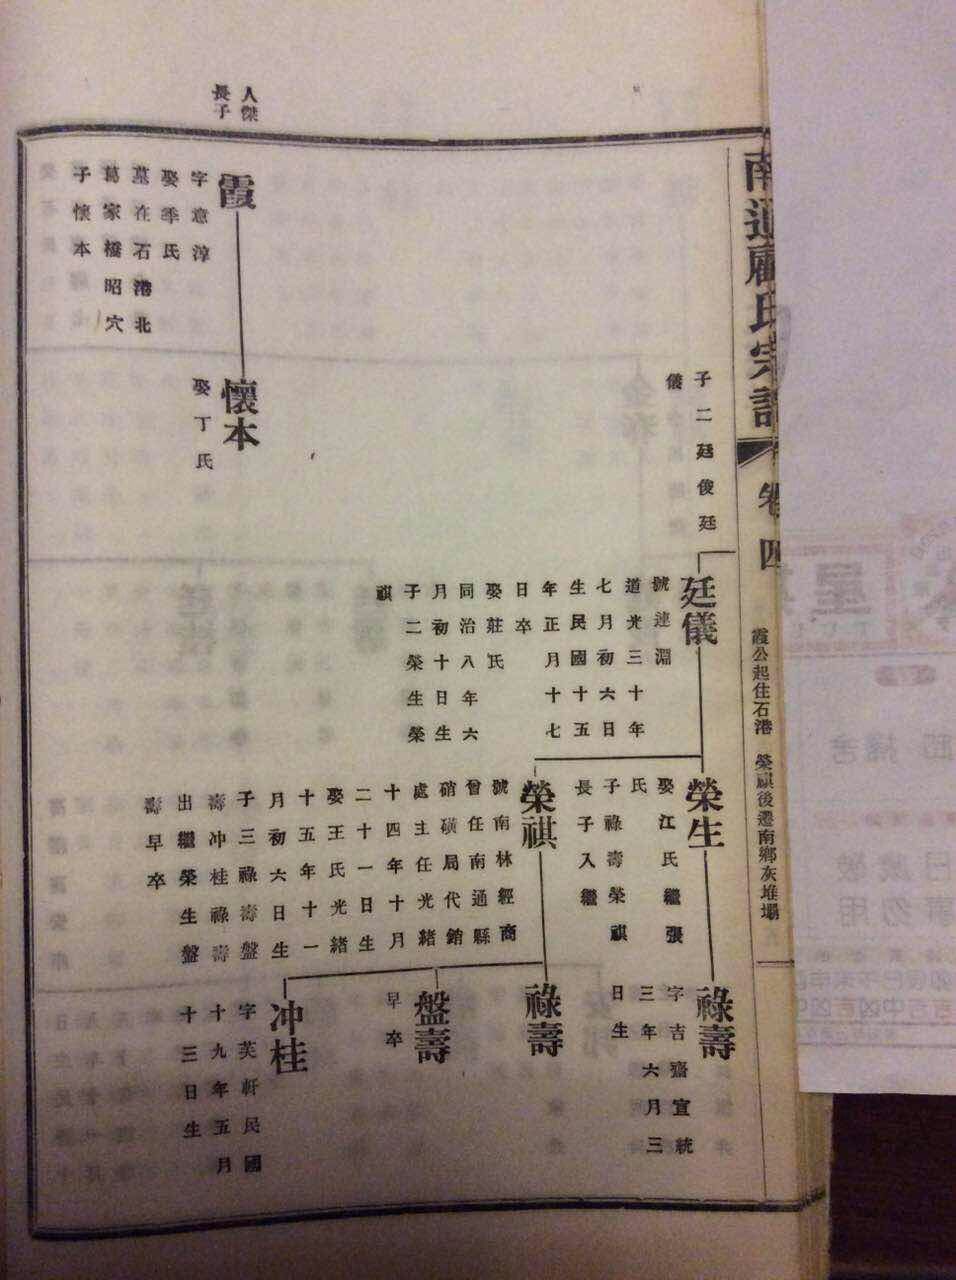 南通顧氏宗譜
卷四
霞公起住石港 榮祺後遷南鄉灰堆壩
子二廷俊廷
儀
廷儀
號達淵
道光三十年
七月初六日
生民國十五
年正月十七
日卒
娶莊氏
同治八年六
月初十日生
子二榮生榮
祺
榮生
娶江氏繼張
氏
子祿壽榮祺
長子入繼
祿壽
字吉齋宣統
三年六月三
日生
榮祺
號南林經商
曾任南通縣
硝磺局代銷
處主任光緒
十四年十月
二十一日生
娶王氏光緒
十五年十一
月初六日生
子三祿壽盤
壽冲桂祿壽
出繼榮生盤
壽早卒
祿壽
盤壽
早卒
冲桂
字芙軒民國
十九年五月
十三日生
人傑
長子
霞
字意淳
娶季氏
墓在石港北
葛家橋昭穴
子懷本
懷本
娶丁氏